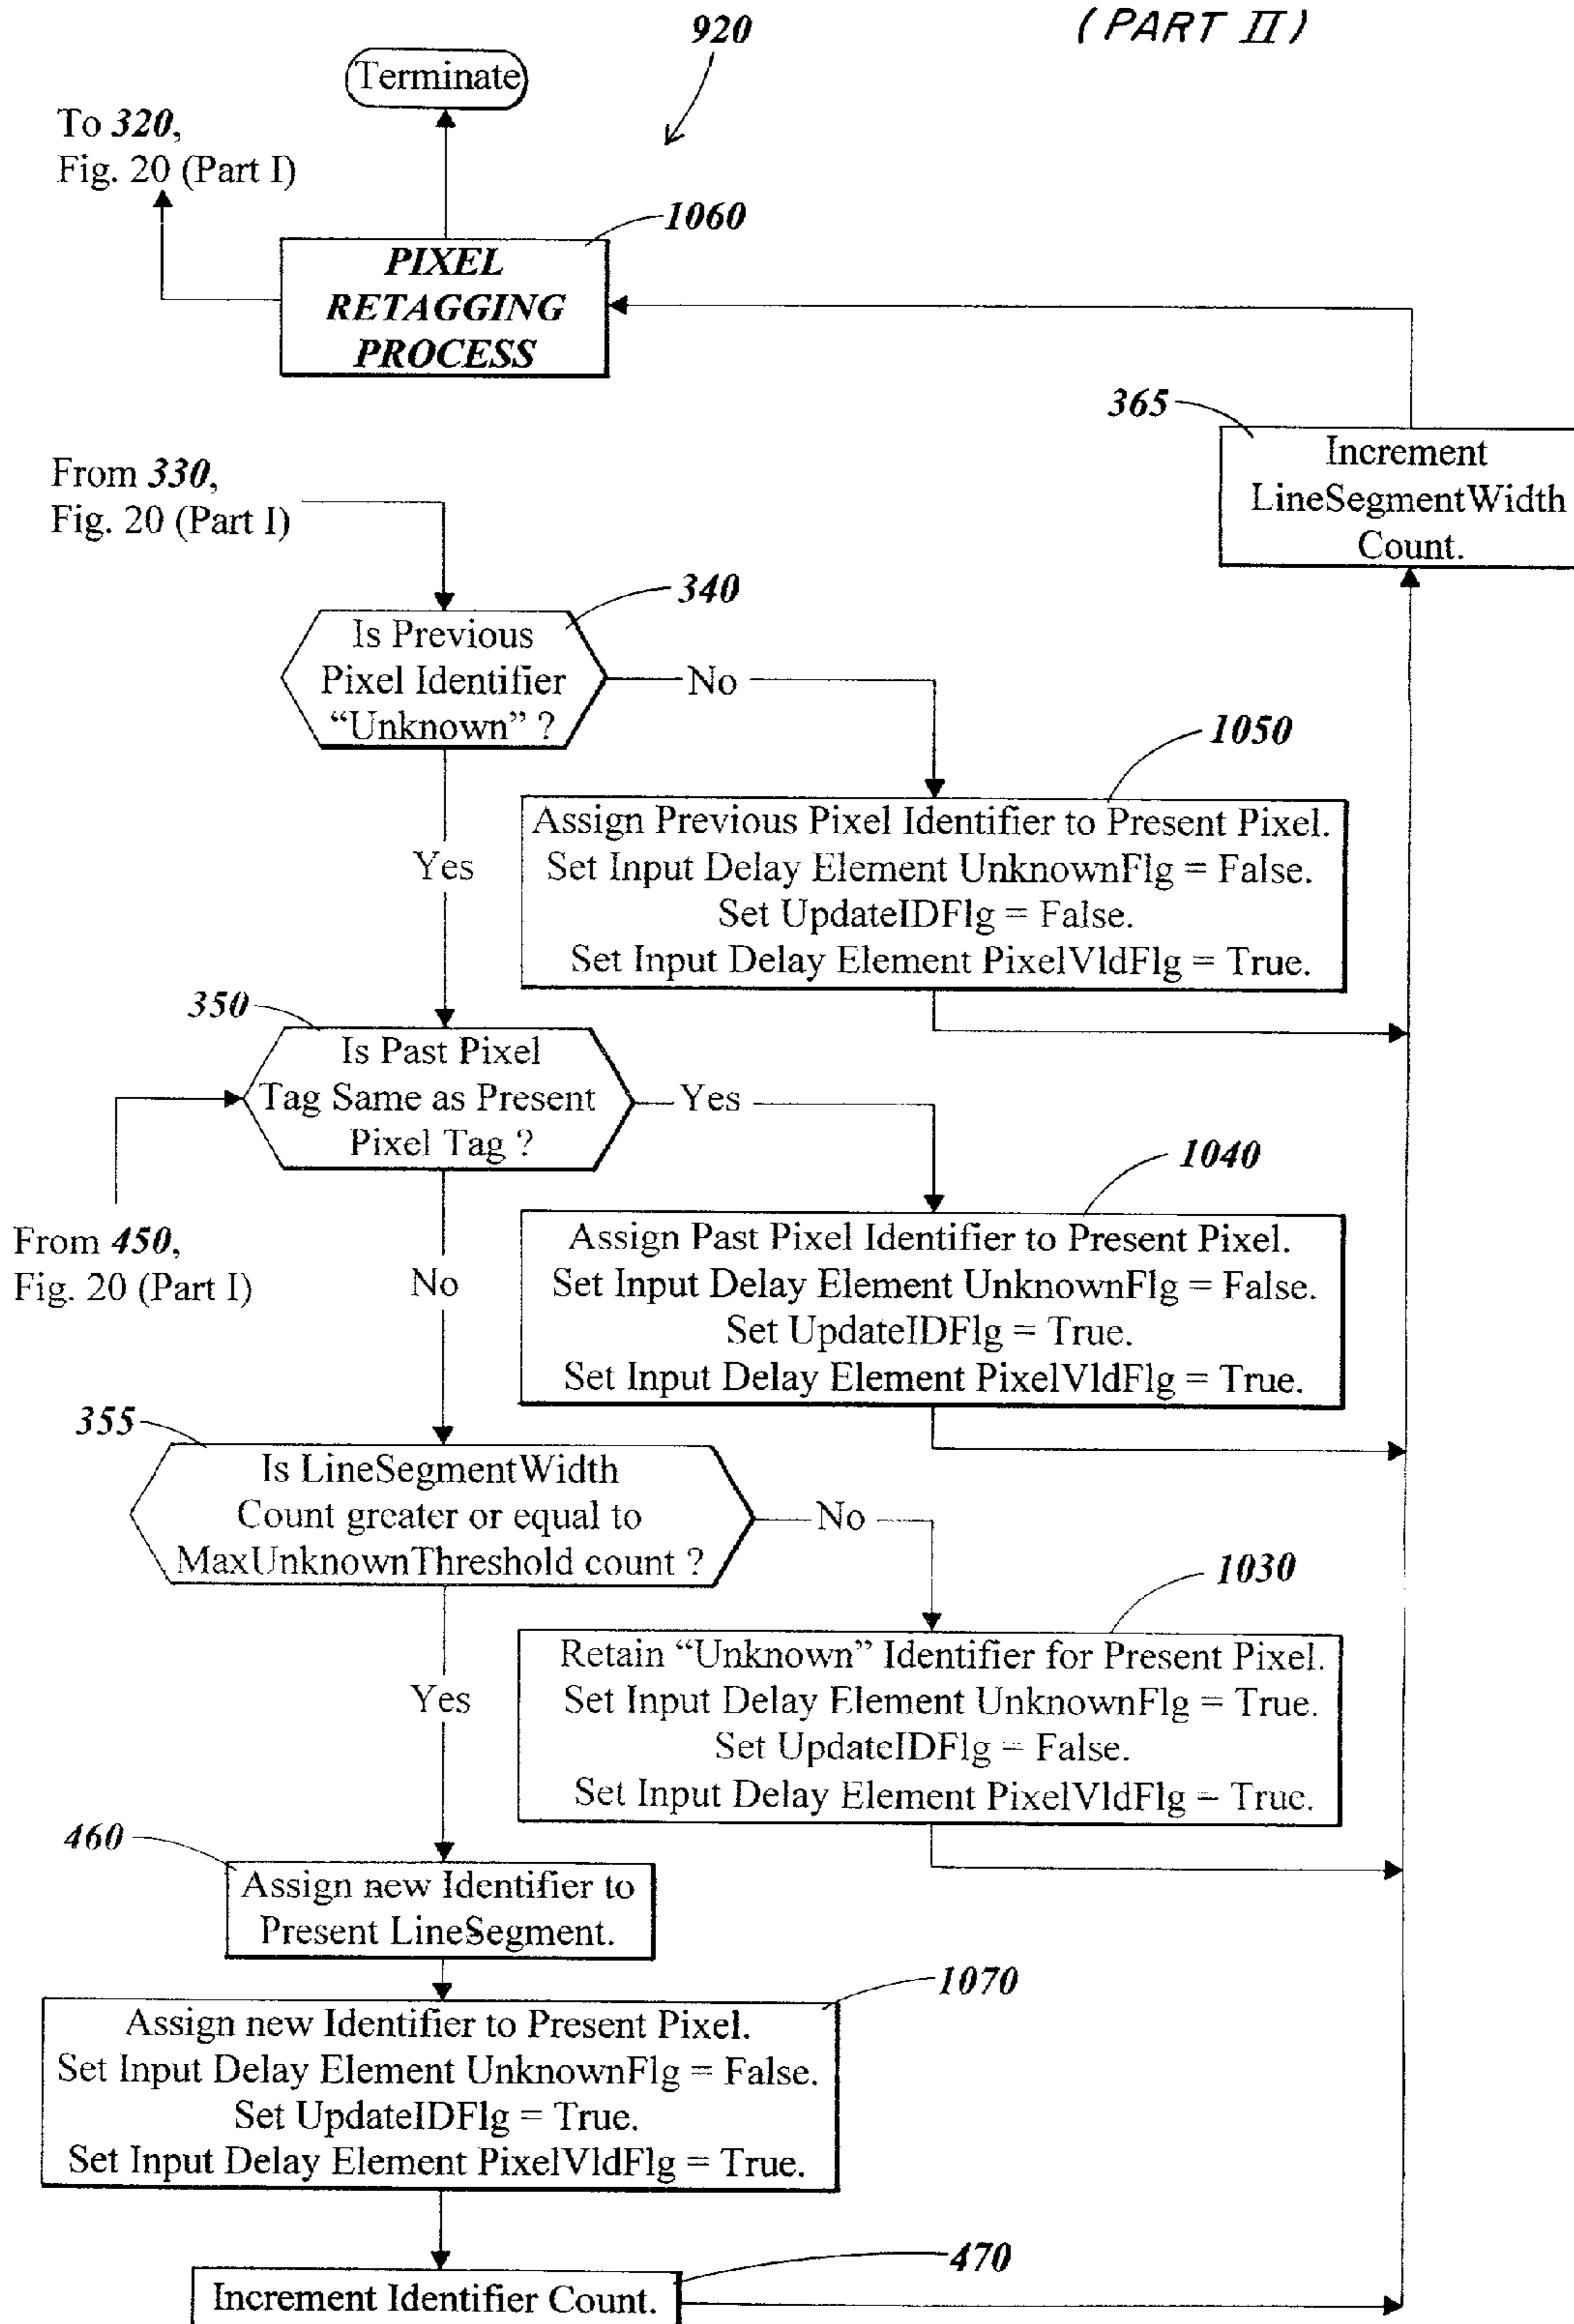 (PART II)
920
Terminate
To 320,
Fig. 20 (Part I)
1060
PIXEL
RETAGGING
PROCESS
365
Increment
LineSegmentWidth
Count.
From 330,
Fig. 20 (Part I)
340
Is Previous
Pixel Identifier
“Unknown” ?
No
1050
Yes
Assign Previous Pixel Identifier to Present Pixel.
Set Input Delay Element UnknownFlg = False.
Set UpdateIDFlg = False.
Set Input Delay Element PixelVldFlg = True.
350
Is Past Pixel
Tag Same as Present
Pixel Tag ?
Yes
1040
From 450,
Fig. 20 (Part I)
No
Assign Past Pixel Identifier to Present Pixel.
Set Input Delay Element UnknownFlg = False.
Set UpdateIDFlg = True.
Set Input Delay Element PixelVldFlg = True.
355
Is LineSegmentWidth
Count greater or equal to
MaxUnknownThreshold count ?
No
1030
Yes
Retain “Unknown” Identifier for Present Pixel.
Set Input Delay Element UnknownFlg = True.
Set UpdateIDFlg = False.
Set Input Delay Element PixelVldFlg = True.
460
Assign new Identifier to
Present LineSegment.
1070
Assign new Identifier to Present Pixel.
Set Input Delay Element UnknownFlg = False.
Set UpdateIDFlg = True.
Set Input Delay Element PixelVldFlg = True.
470
Increment Identifier Count.